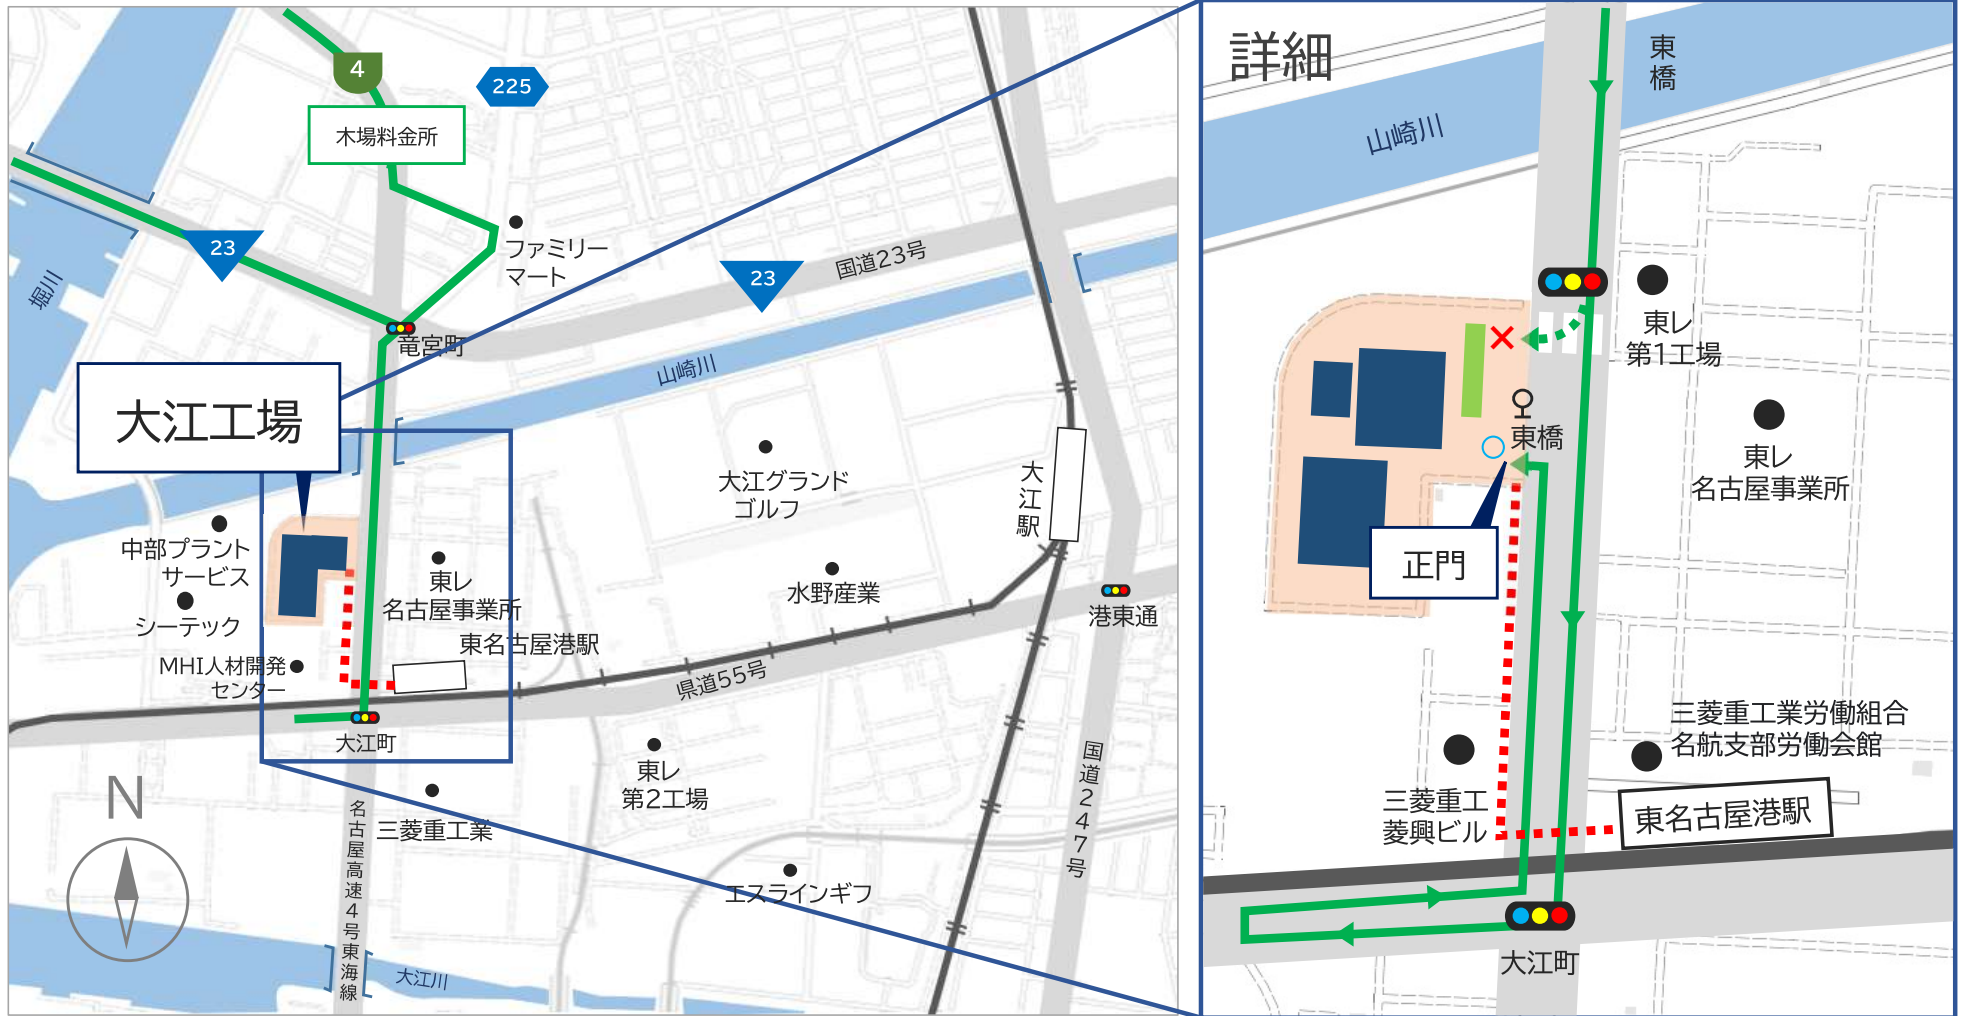 4
225
木場料金所
ファミリー
マート
23
堀川
国道23号
23
竜宮町
山崎川
大江工場
大江グランド
ゴルフ
大江駅
中部プラント
サービス
シーテック
東レ
名古屋事業所
水野産業
港東通
東名古屋港駅
MHI人材開発
センター
県道55号
大江町
国道247号
N
東レ
第2工場
三菱重工業
名古屋高速4号東海線
エスラインギフ
大江川
詳細
東橋
山崎川
東レ
第1工場
東橋
東レ
名古屋事業所
正門
三菱重工業労働組合
名航支部労働会館
三菱重工
菱興ビル
東名古屋港駅
大江町